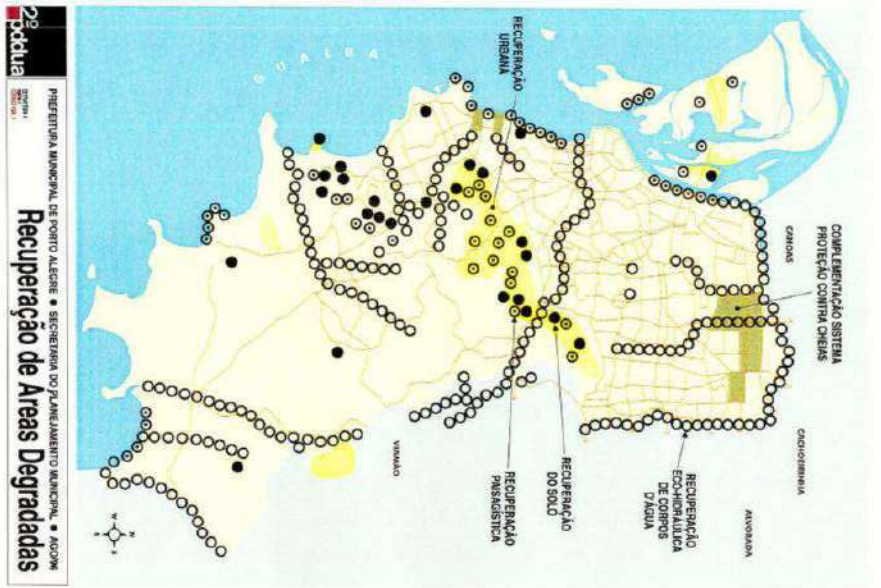 COMPLEMENTAÇÃO SISTEMA
PROTEÇÃO CONTRA CHEIAS
CANOAS
CACHOEIRINHA
ALVORADA
RECUPERAÇÃO
URBANA
GUAIBA
RECUPERAÇÃO
ECO-HIDRÁULICA
DE CORPOS
D'ÁGUA
RECUPERAÇÃO
DO SOLO
RECUPERAÇÃO
PAISAGÍSTICA
VIAMÃO
2º
pddua
PREFEITURA MUNICIPAL DE PORTO ALEGRE ● SECRETARIA DO PLANEJAMENTO MUNICIPAL ● AGO/96
Recuperação de Áreas Degradadas